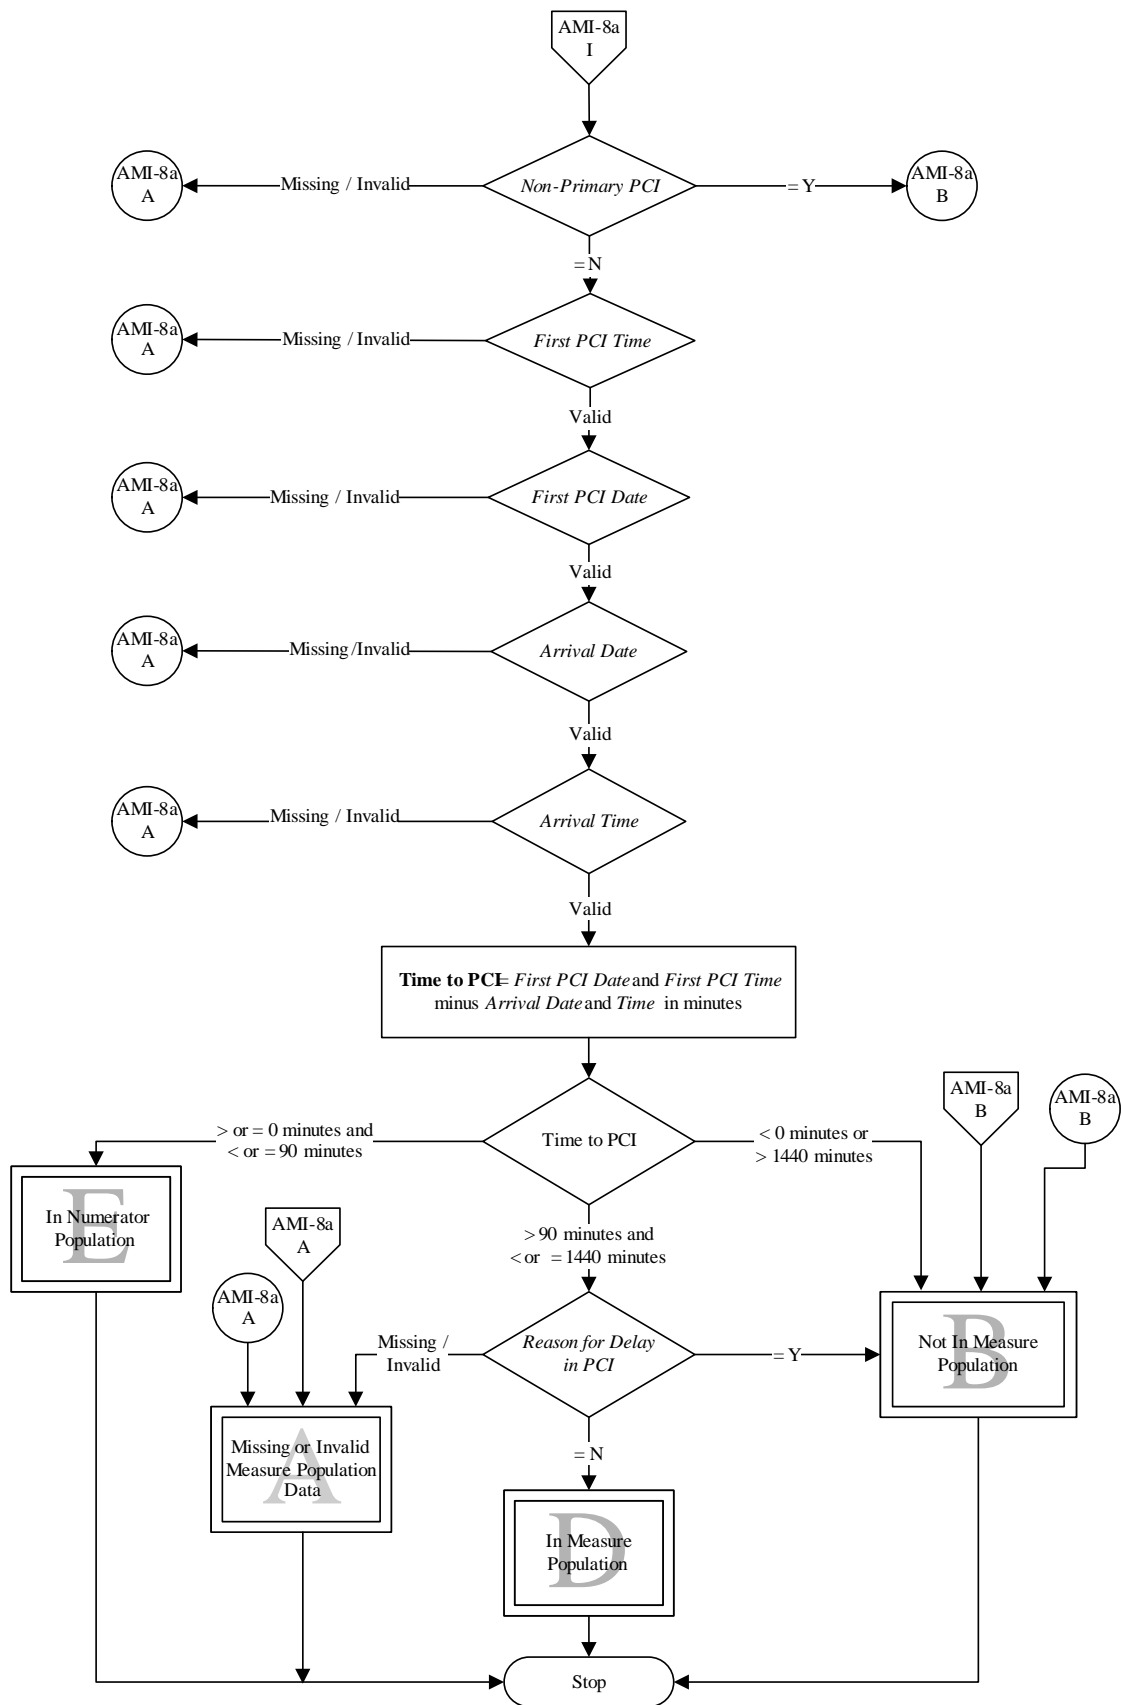 AMI-8a
I
AMI-8a
A
Missing / Invalid
Non-Primary PCI
= Y
AMI-8a
B
= N
AMI-8a
A
Missing / Invalid
First PCI Time
Valid
AMI-8a
A
Missing / Invalid
First PCI Date
Valid
AMI-8a
A
Missing /Invalid
Arrival Date
Valid
AMI-8a
A
Missing / Invalid
Arrival Time
Valid
Time to PCI= First PCI Date and First PCI Time
minus Arrival Date and Time in minutes
AMI-8a
B
AMI-8a
B
> or = 0 minutes and
< or = 90 minutes
Time to PCI
< 0 minutes or
> 1440 minutes
E
In Numerator
Population
AMI-8a
A
> 90 minutes and
< or = 1440 minutes
AMI-8a
A
Missing /
Invalid
Reason for Delay
in PCI
= Y
B
Not In Measure
Population
A
Missing or Invalid
Measure Population
Data
= N
D
In Measure
Population
Stop